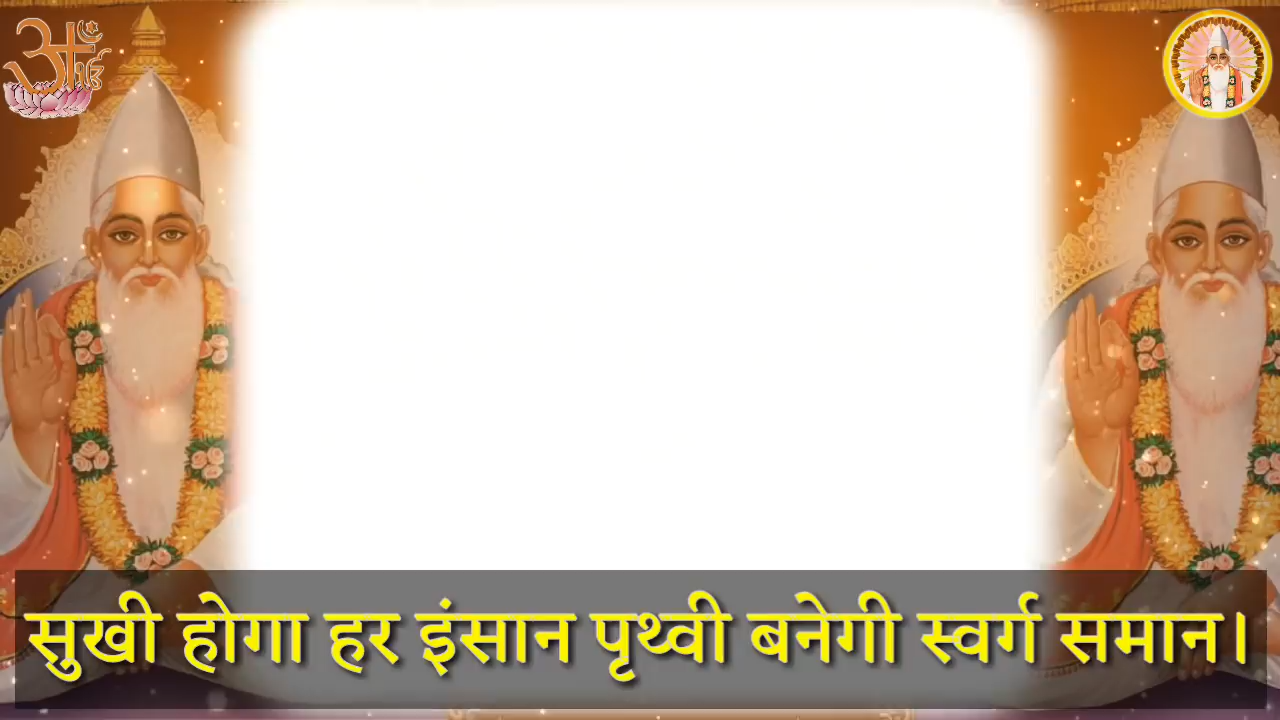 सुखी होगा हर इंसान पृथ्वी बनेगी स्वर्ग समान।